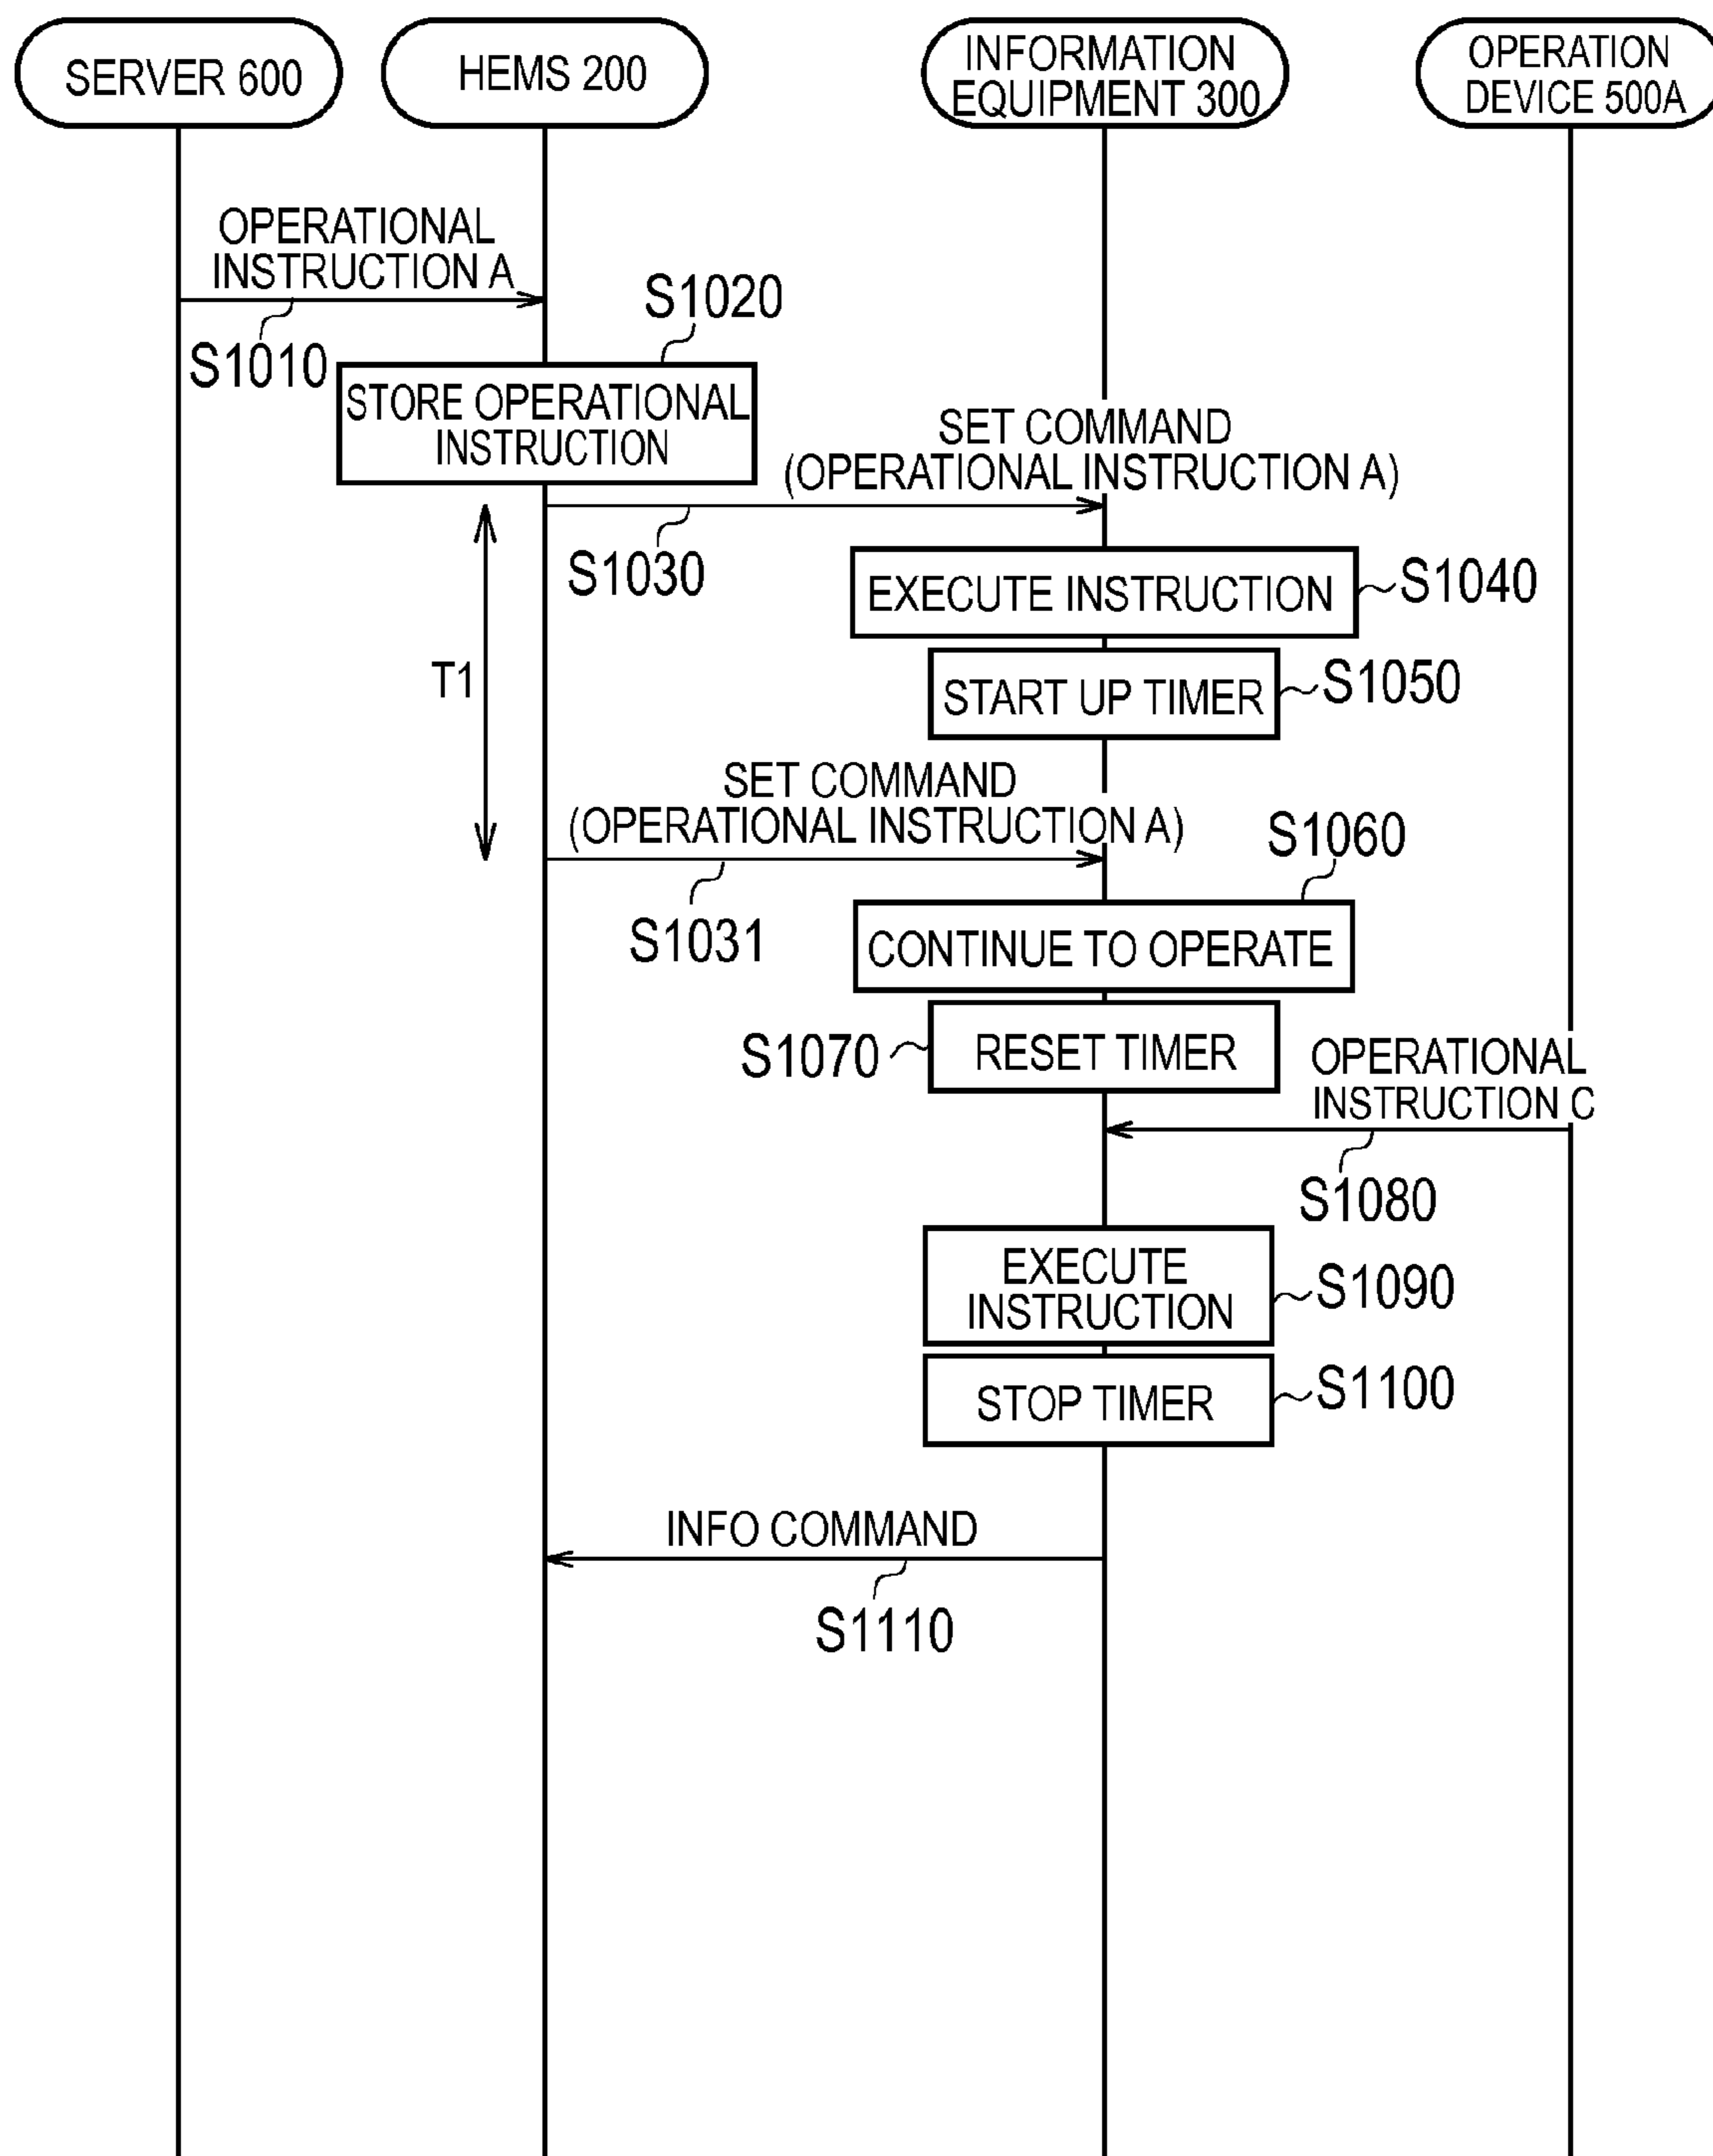 SERVER 600
HEMS 200
INFORMATION
EQUIPMENT 300
OPERATION
DEVICE 500A
OPERATIONAL
INSTRUCTION A
S1010
S1020
STORE OPERATIONAL
INSTRUCTION
SET COMMAND
(OPERATIONAL INSTRUCTION A)
S1030
EXECUTE INSTRUCTION
S1040
T1
START UP TIMER
S1050
SET COMMAND
(OPERATIONAL INSTRUCTION A)
S1031
S1060
CONTINUE TO OPERATE
S1070
RESET TIMER
OPERATIONAL
INSTRUCTION C
S1080
EXECUTE
INSTRUCTION
S1090
STOP TIMER
S1100
INFO COMMAND
S1110